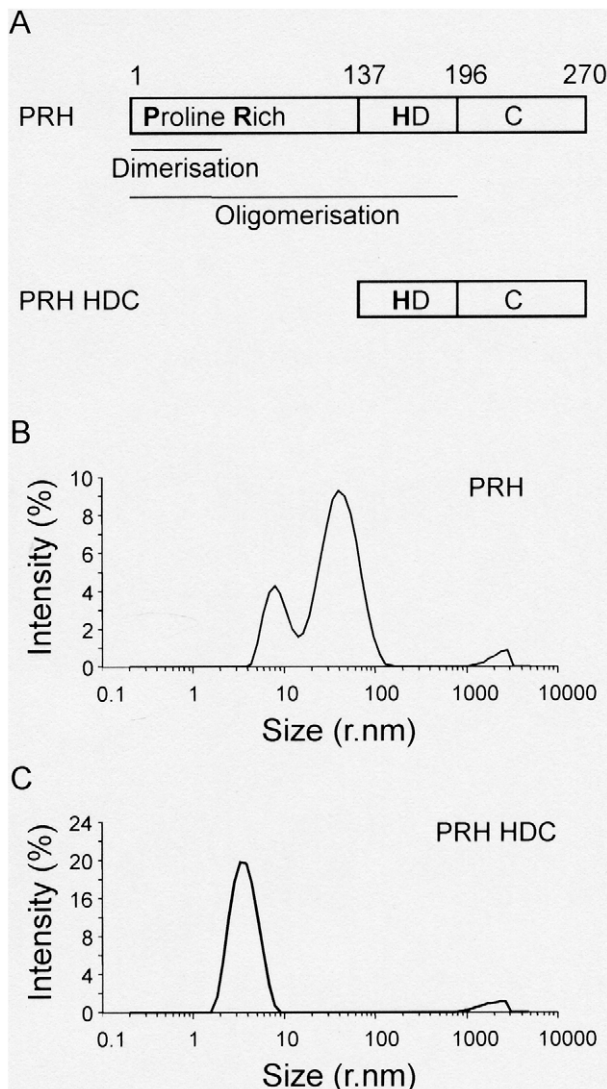 A
1 137 196 270
PRH Proline Rich HD C
Dimerisation
Oligomerisation
PRH HDC HD C
B
PRH
Intensity (%)
10
8
6
4
2
0
0.1 1 10 100 1000 10000
Size (r.nm)
C
PRH HDC
Intensity (%)
24
20
16
8
4
0
0.1 1 10 100 1000 10000
Size (r.nm)